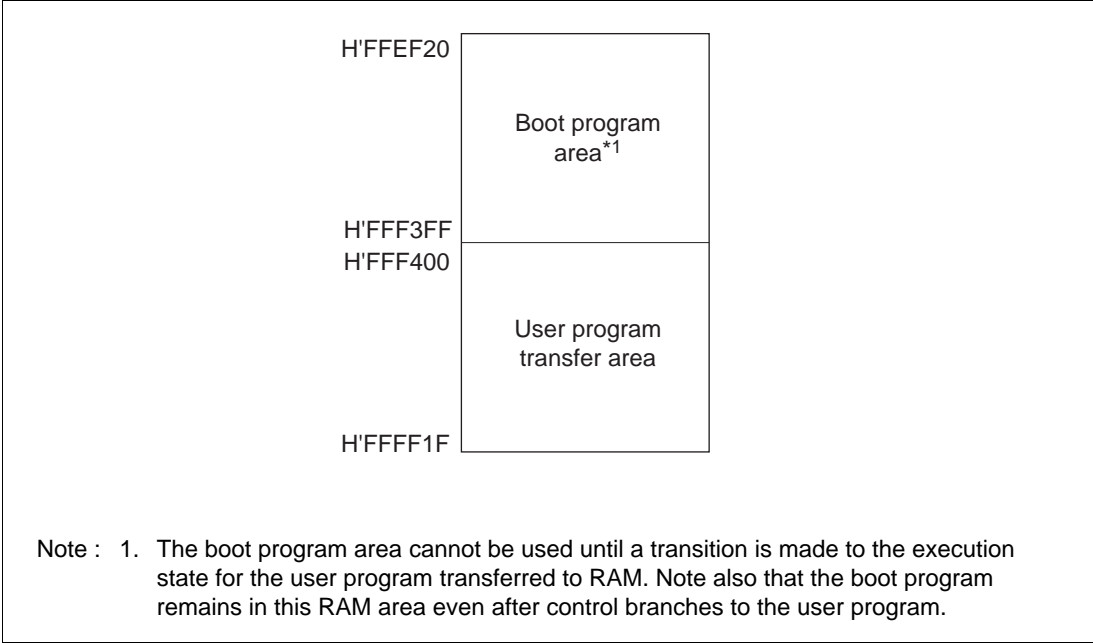 H'FFEF20
Boot program
area*1
H'FFF3FF
H'FFF400
User program
transfer area
H'FFFF1F
Note : 1. The boot program area cannot be used until a transition is made to the execution
state for the user program transferred to RAM. Note also that the boot program
remains in this RAM area even after control branches to the user program.